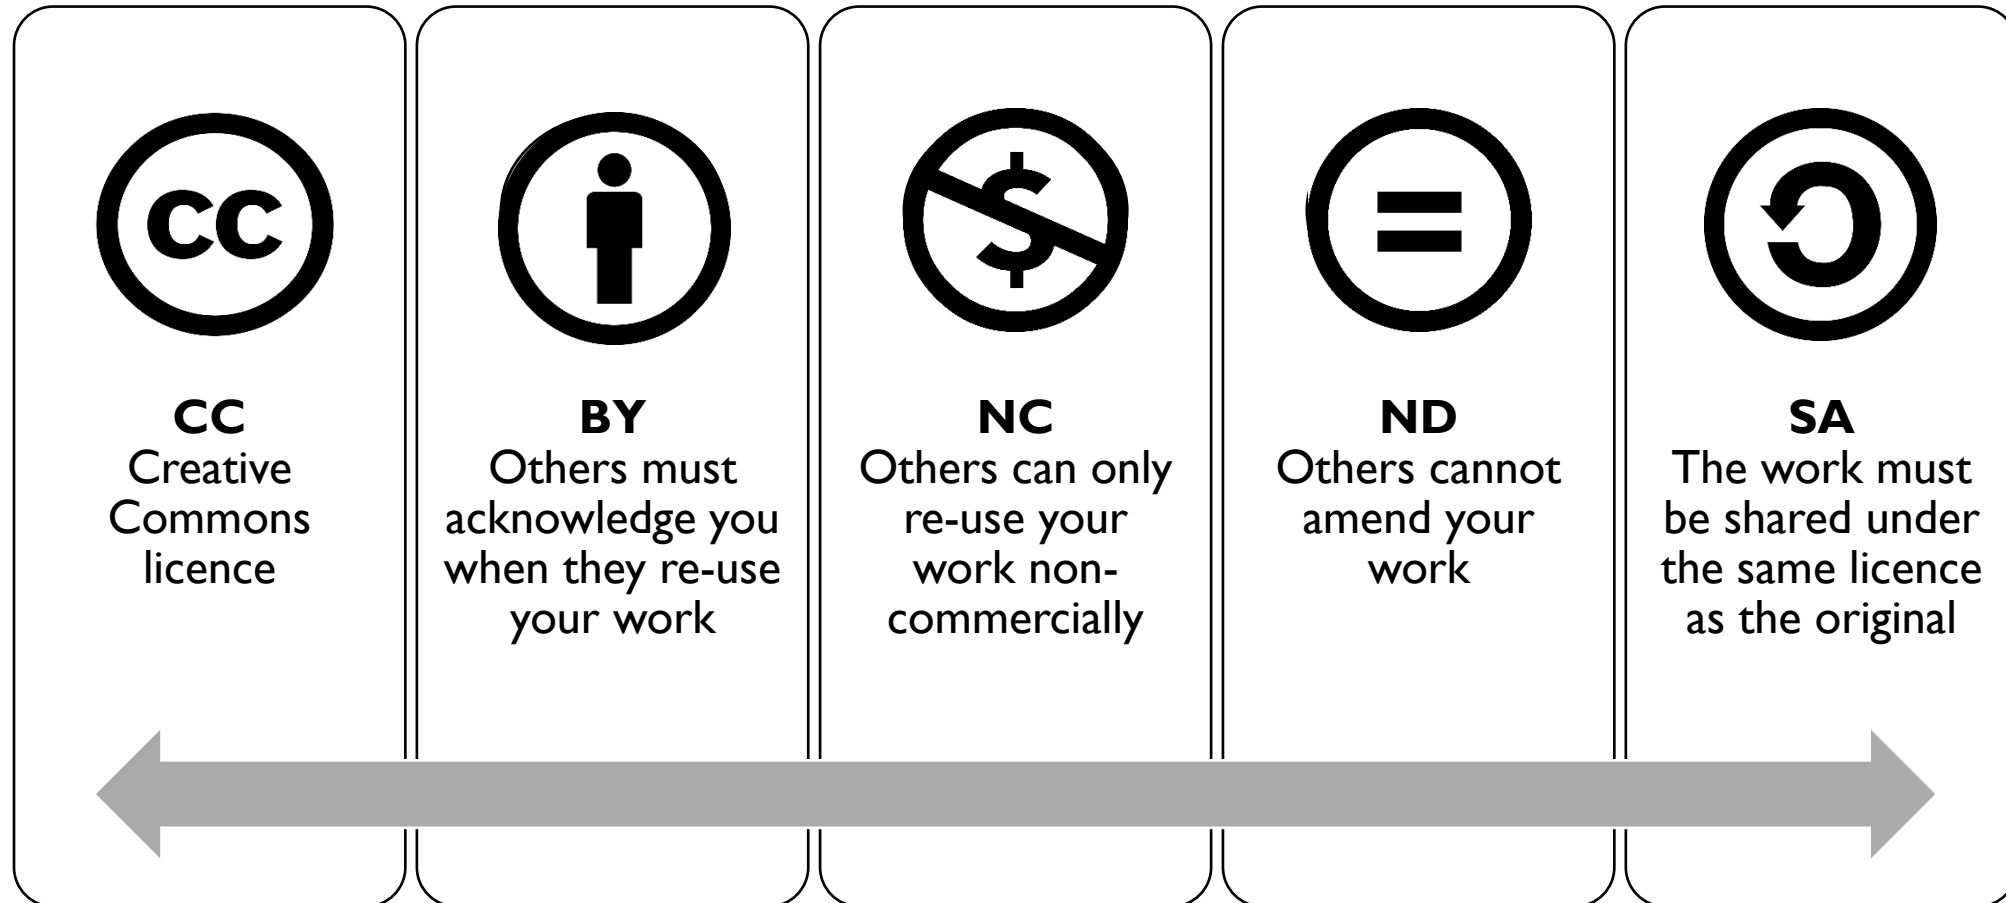 cc
$
=
CC
Creative
Commons
licence
BY
Others must
acknowledge you
when they re-use
your work
NC
Others can only
re-use your
work non-
commercially
ND
Others cannot
amend your
work
SA
The work must
be shared under
the same licence
as the original